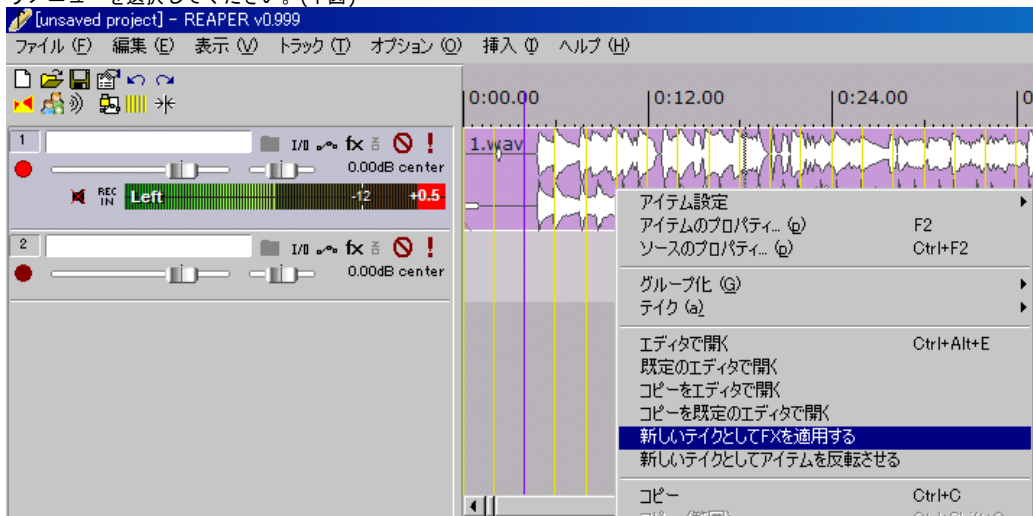 [unsaved project] - REAPER v0.999
ファイル (F) 編集 (E) 表示 (V) トラック (T) オプション (O) 挿入 (I) ヘルプ (H)
0:00.00 0:12.00 0:24.00
1 I/O fx 1.wav
0.00dB center
REC IN Left -12 +0.5
2 I/O fx
0.00dB center
アイテム設定
アイテムのプロパティ... (p) F2
ソースのプロパティ... (p) Ctrl+F2
グループ化 (G)
テイク (a)
エディタで開く Ctrl+Alt+E
既定のエディタで開く
コピーをエディタで開く
コピーを既定のエディタで開く
新しいテイクとしてFXを適用する
新しいテイクとしてアイテムを反転させる
コピー Ctrl+C